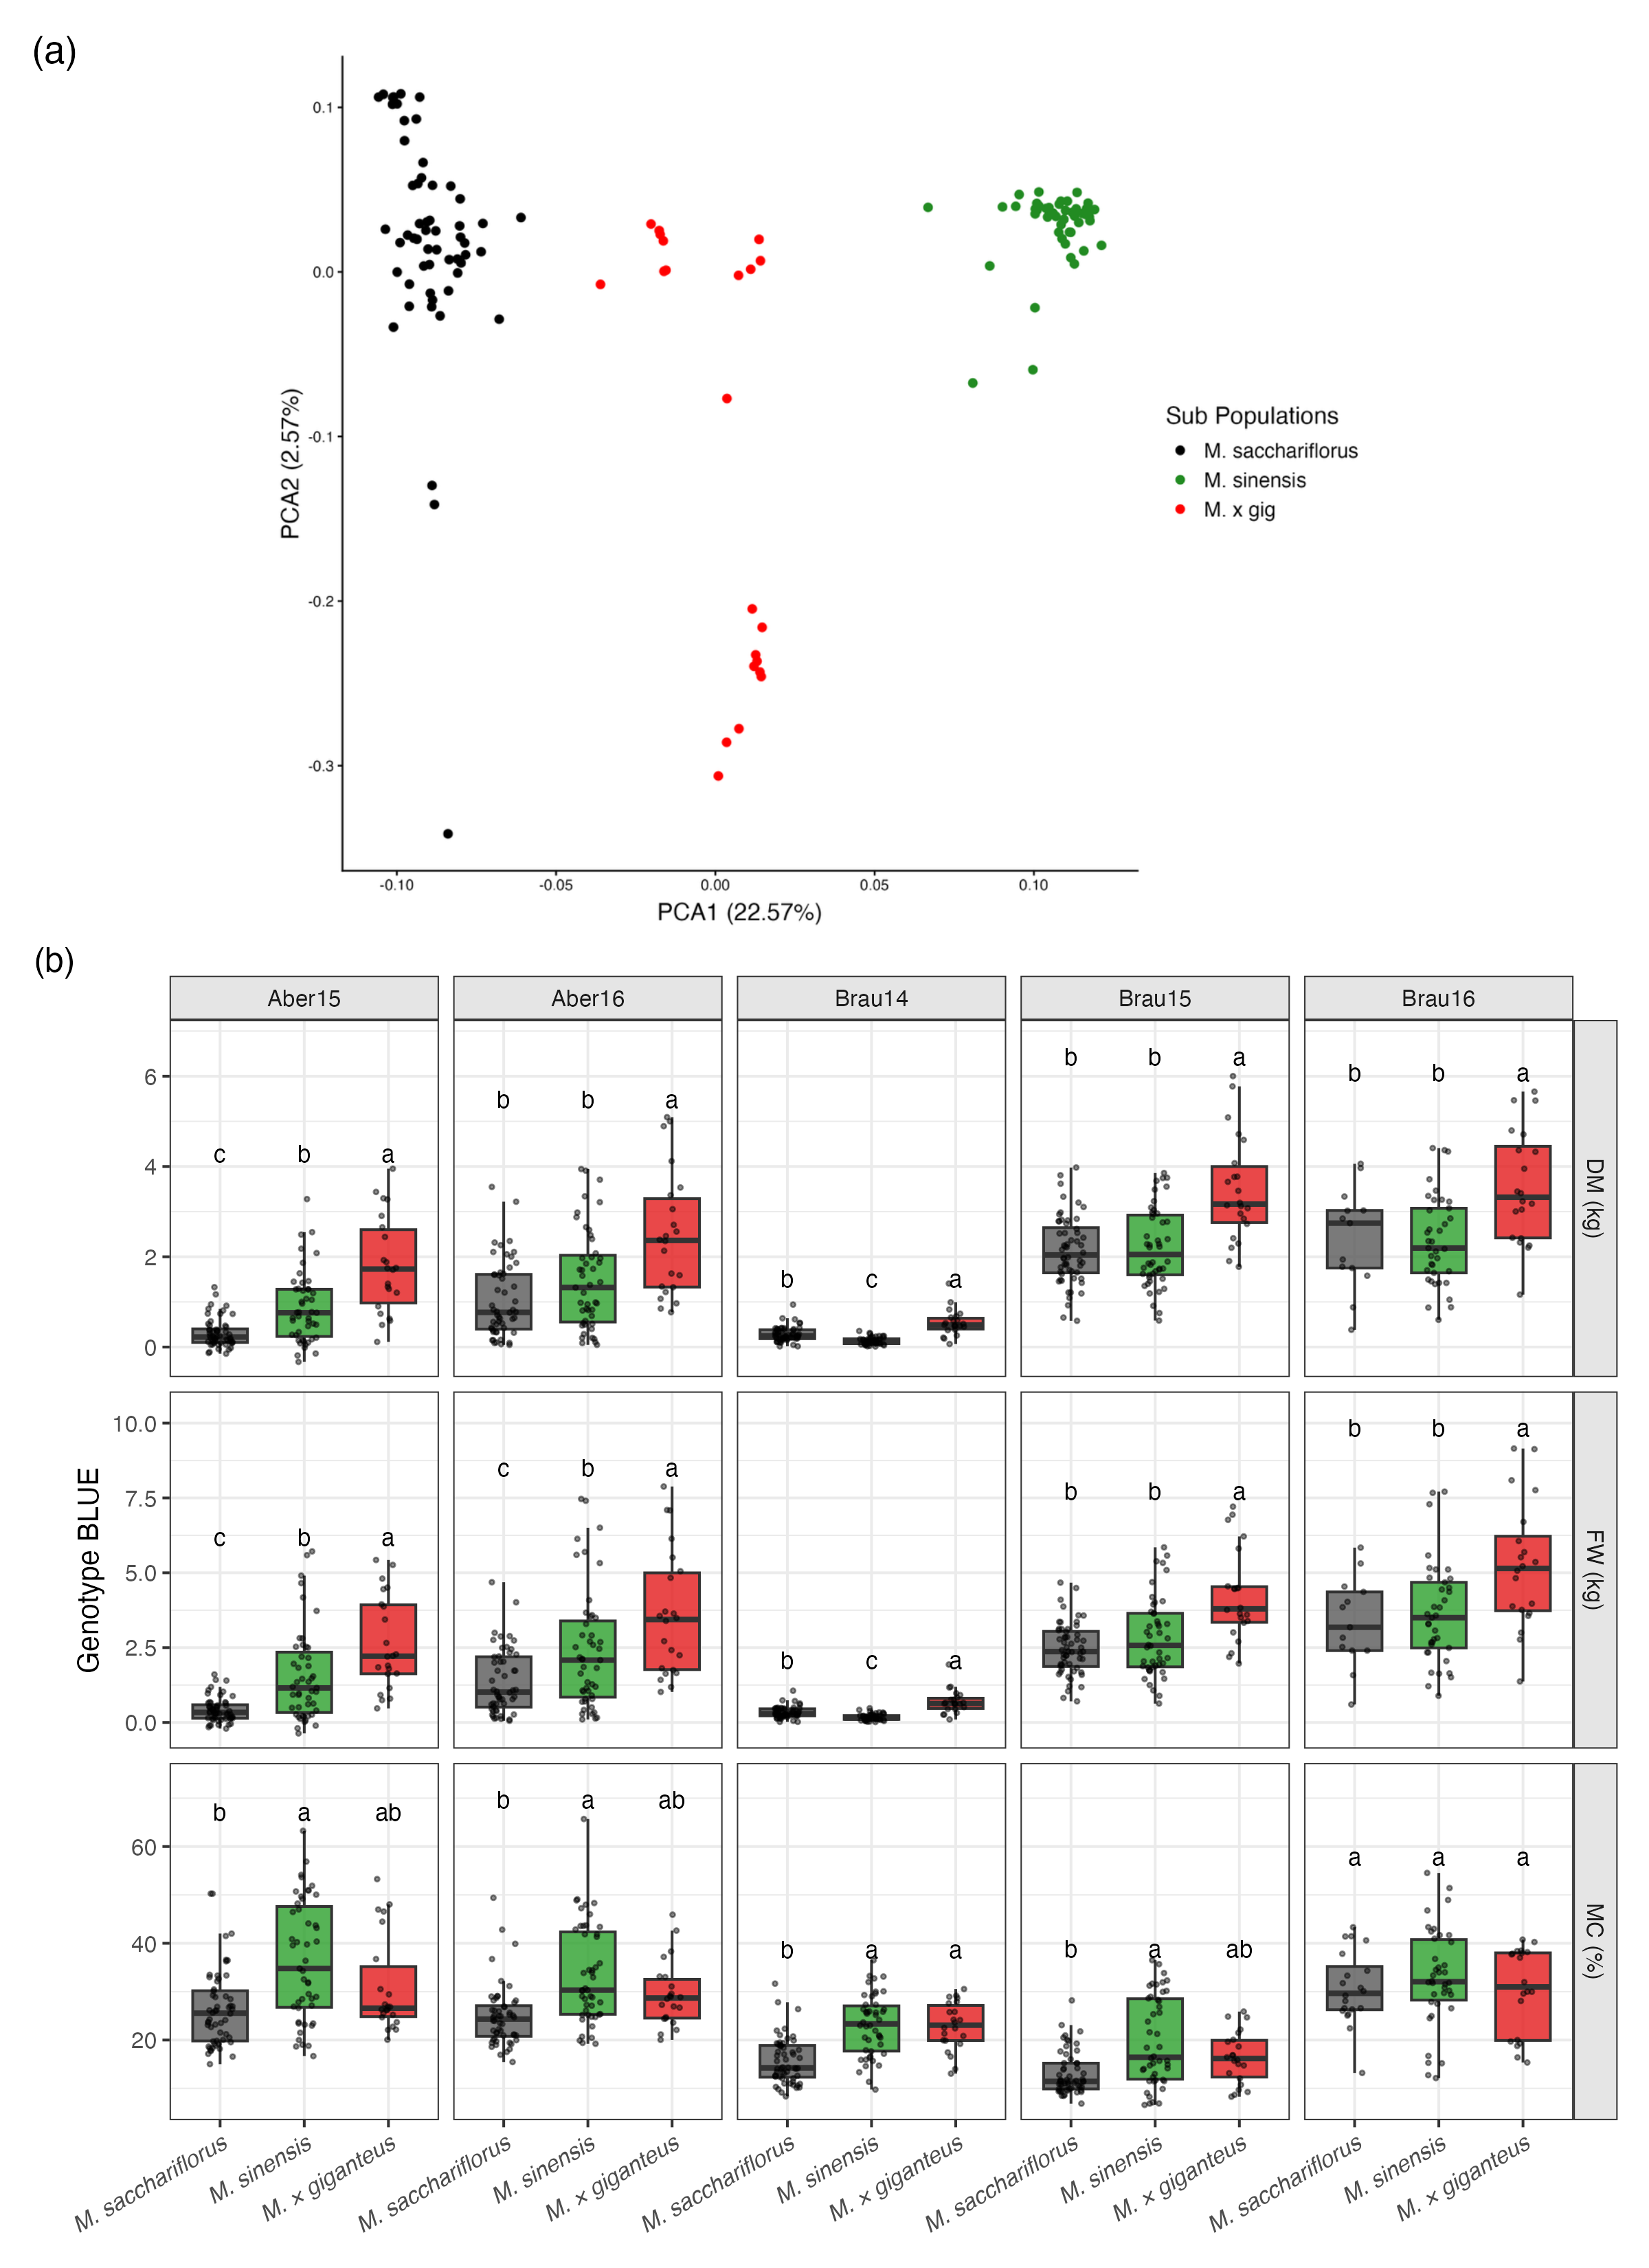 (a)
0.1
0.0
-0.1
-0.2
-0.3
PCA2 (2.57%)
-0.10 -0.05 0.00 0.05 0.10
PCA1 (22.57%)
Sub Populations
M. sacchariflorus
M. sinensis
M. x gig
(b)
Aber15 Aber16 Brau14 Brau15 Brau16
Genotype BLUE
6
4
2
0
c b a b b a b c a b b a b b a
DM (kg)
10.0
7.5
5.0
2.5
0.0
c b a c b a b c a b b a b b a
FW (kg)
60
40
20
b a ab b a ab b a a b a ab a a a
MC (%)
M. sacchariflorus M. sinensis M. × giganteus M. sacchariflorus M. sinensis M. × giganteus M. sacchariflorus M. sinensis M. × giganteus M. sacchariflorus M. sinensis M. × giganteus M. sacchariflorus M. sinensis M. × giganteus